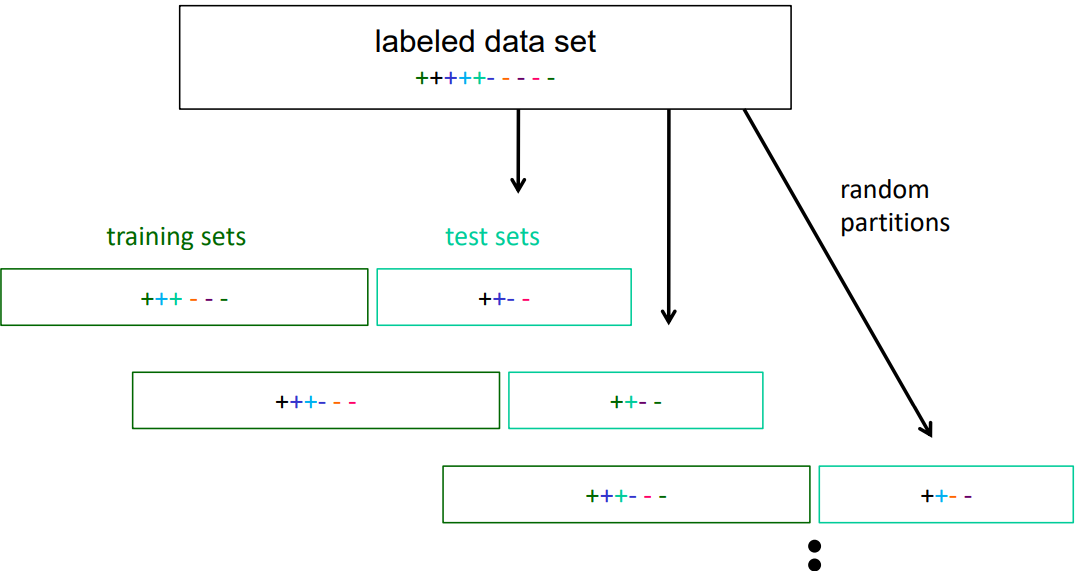 labeled data set
+++++- - - - -
random
partitions
training sets
test sets
+++ - - -
++- -
+++- - -
++- -
+++- - -
++- -